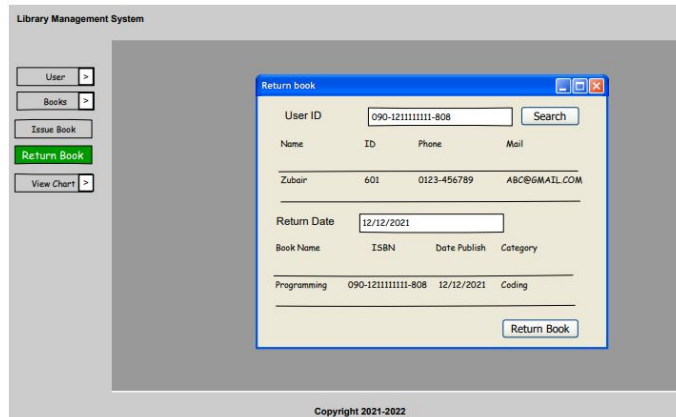 Library Management System
User >
Books >
Issue Book
Return Book
View Chart >
Return book
User ID 090-1211111111-808 Search
Name ID Phone Mail
Zubair 601 0123-456789 ABC@GMAIL.COM
Return Date 12/12/2021
Book Name ISBN Date Publish Category
Programming 090-1211111111-808 12/12/2021 Coding
Return Book
Copyright 2021-2022